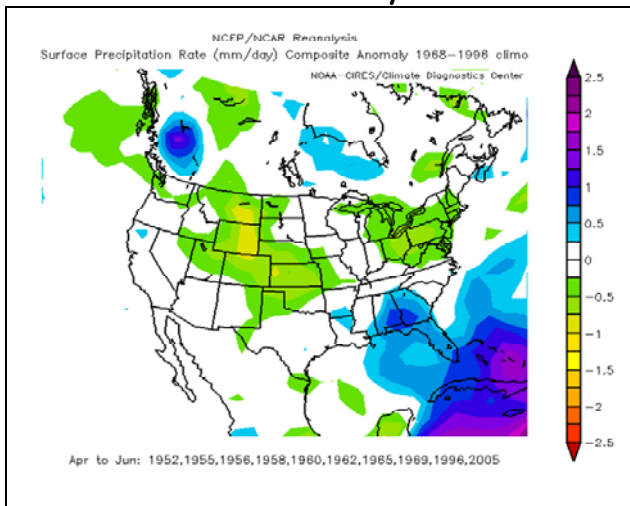 NCEP/NCAR Reanalysis
Surface Precipitation Rate (mm/day) Composite Anomaly 1968-1996 climo
NOAA-CIRES/Climate Diagnostics Center
2.5
2
1.5
1
0.5
0
-0.5
-1
-1.5
-2
-2.5
Apr to Jun: 1952,1955,1956,1958,1960,1962,1965,1969,1996,2005